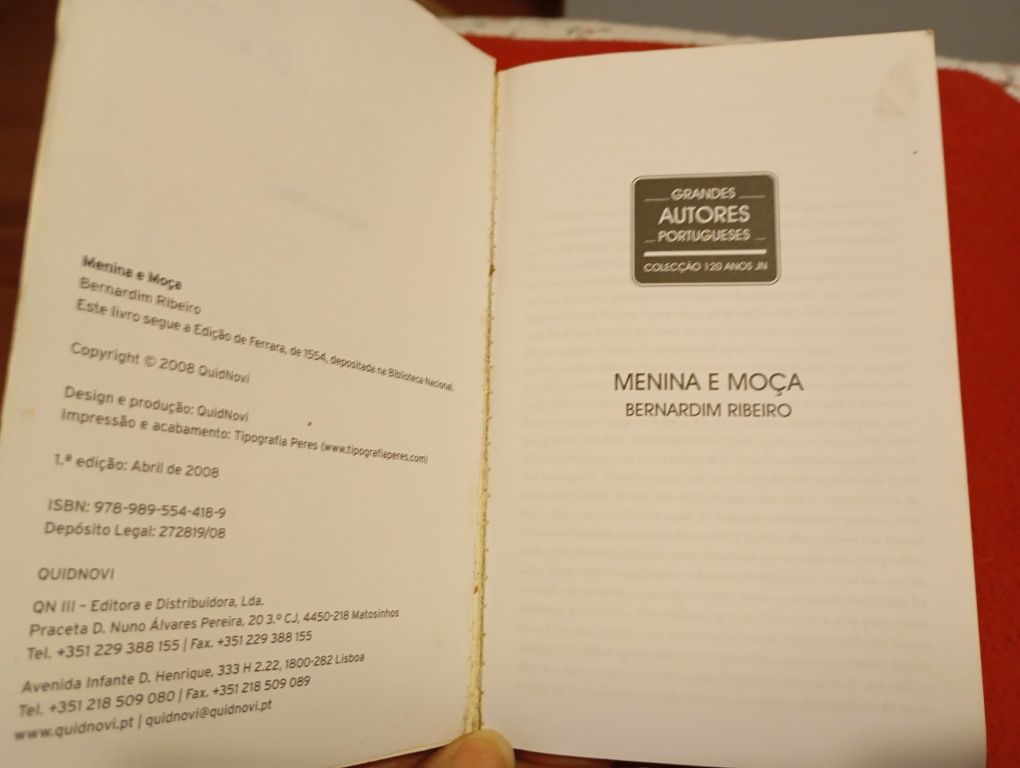 Menina e Moça
Bernardim Ribeiro
Este livro segue a Edição de Ferrara, de 1554, depositada na Biblioteca Nacional.
Copyright © 2008 QuidNovi
Design e produção: QuidNovi
Impressão e acabamento: Tipografia Peres (www.tipografiaperes.com)
1.ª edição: Abril de 2008
ISBN: 978-989-554-418-9
Depósito Legal: 272819/08
QUIDNOVI
QN III – Editora e Distribuidora, Lda.
Praceta D. Nuno Álvares Pereira, 20 3.º CJ, 4450-218 Matosinhos
Tel. +351 229 388 155 | Fax. +351 229 388 155
Avenida Infante D. Henrique, 333 H 2.22, 1800-282 Lisboa
Tel. +351 218 509 080 | Fax. +351 218 509 089
www.quidnovi.pt | quidnovi@quidnovi.pt
GRANDES
AUTORES
PORTUGUESES
COLECÇÃO 120 ANOS JN
MENINA E MOÇA
BERNARDIM RIBEIRO